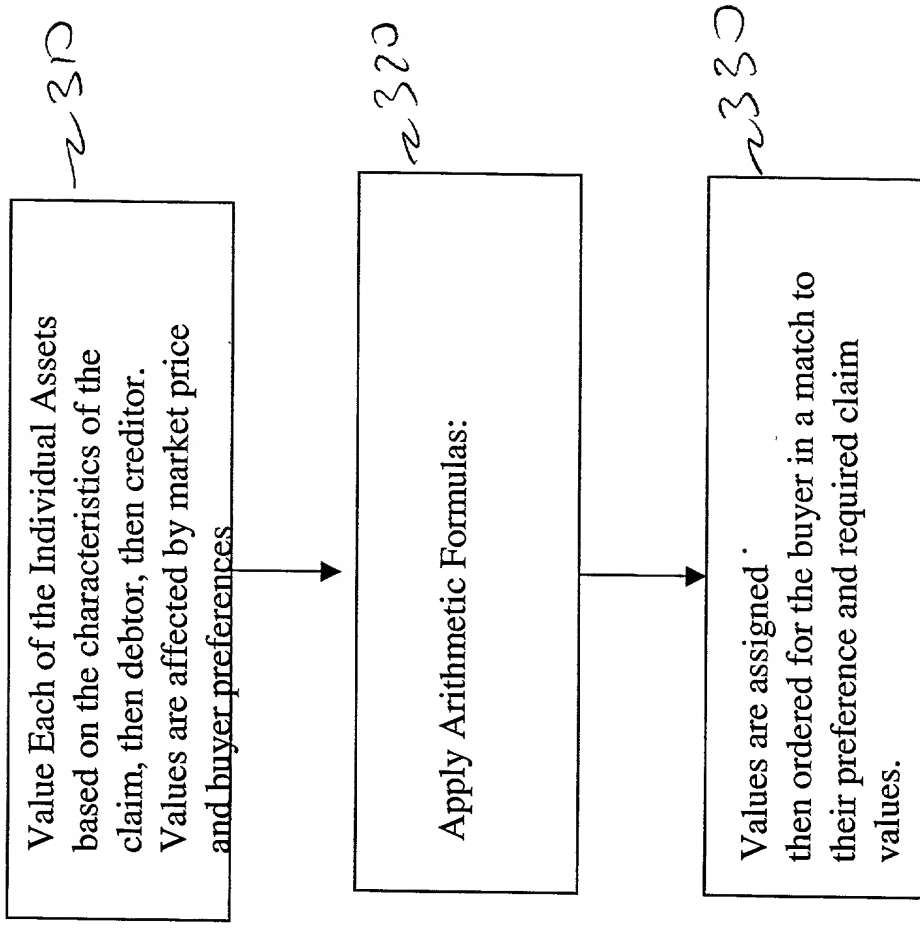 Value Each of the Individual Assets
based on the characteristics of the
claim, then debtor, then creditor.
Values are affected by market price
and buyer preferences
310
Apply Arithmetic Formulas:
320
Values are assigned
then ordered for the buyer in a match to
their preference and required claim
values.
330